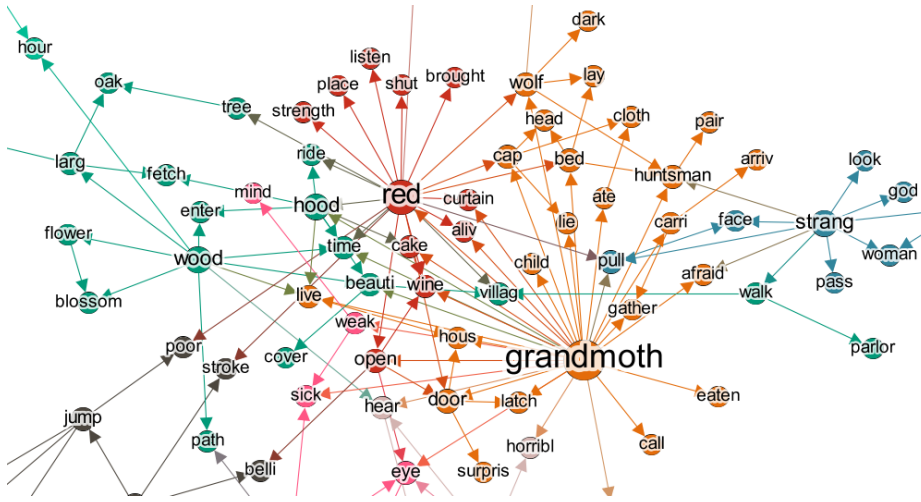 dark
hour
listen
brought
wolf
lay
oak
place
shut
tree
strength
head
cloth
pair
larg
ride
cap
bed
arriv
fetch
huntsman
look
mind
red
curtain
ate
god
enter
hood
lie
carri
face
strang
flower
aliv
time
cake
child
pull
woman
wood
afraid
pass
blossom
live
beauti
wine
villag
walk
gather
weak
hous
poor
cover
open
grandmoth
parlor
stroke
sick
door
latch
eaten
jump
hear
path
horribl
call
belli
eye
surpris